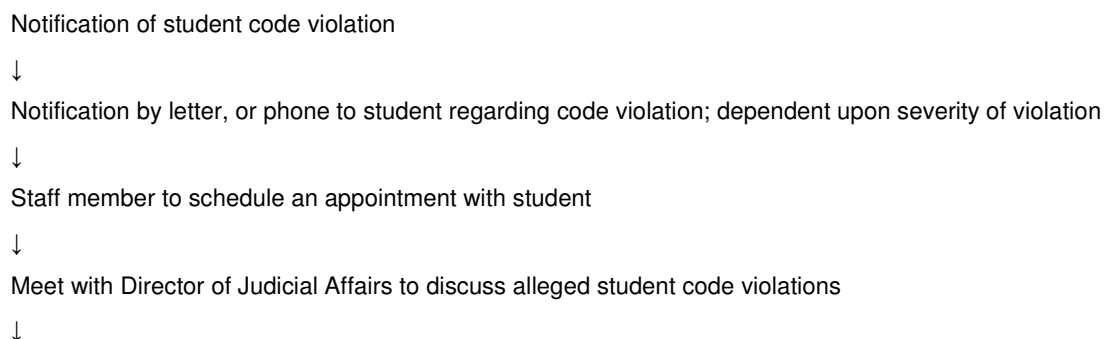 Notification of student code violation
↓
Notification by letter, or phone to student regarding code violation; dependent upon severity of violation
↓
Staff member to schedule an appointment with student
↓
Meet with Director of Judicial Affairs to discuss alleged student code violations
↓